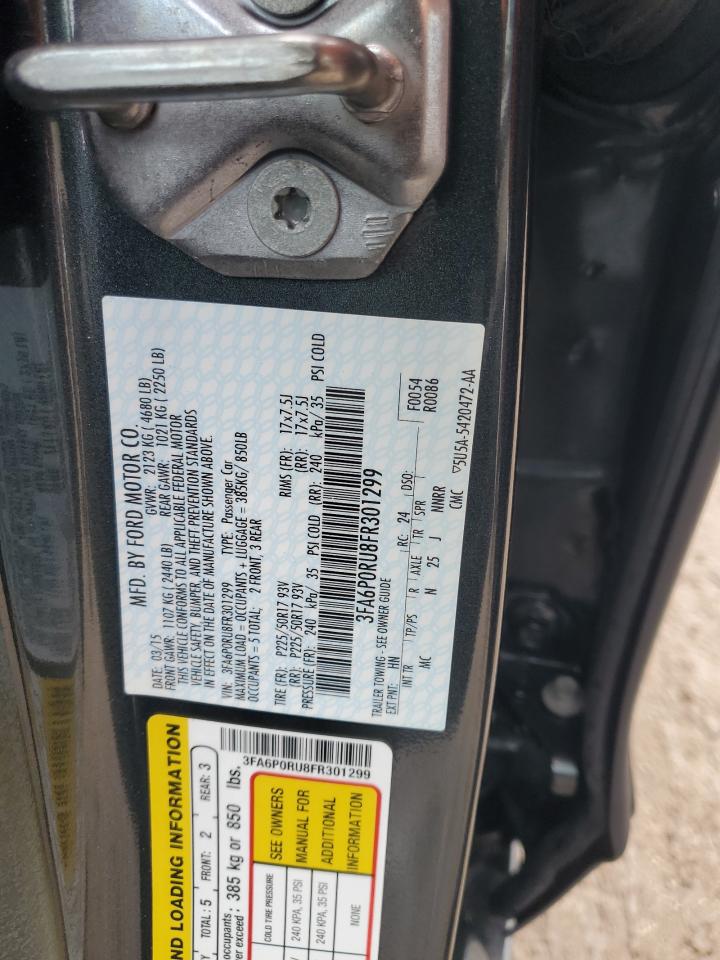 MFD. BY FORD MOTOR CO.
DATE: 03/15 GVWR: 2123 KG ( 4680 LB)
FRONT GAWR: 1107 KG ( 2440 LB) REAR GAWR: 1021 KG ( 2250 LB)
THIS VEHICLE CONFORMS TO ALL APPLICABLE FEDERAL MOTOR
VEHICLE SAFETY, BUMPER, AND THEFT PREVENTION STANDARDS
IN EFFECT ON THE DATE OF MANUFACTURE SHOWN ABOVE.
VIN: 3FA6P0RU8FR301299 TYPE: Passenger Car
MAXIMUM LOAD = OCCUPANTS + LUGGAGE = 385KG/ 850LB
OCCUPANTS = 5 TOTAL: 2 FRONT, 3 REAR
TIRE (FR): P225/50R17 93V RIMS (FR): 17x7.5J
(RR): P225/50R17 93V (RR): 17x7.5J
PRESSURE (FR): 240 kPa/ 35 PSI COLD (RR): 240 kPa/ 35 PSI COLD
3FA6P0RU8FR301299
TRAILER TOWING - SEE OWNER GUIDE F0054
EXT PNT: HN RC: 24 DSO: R0086
INT TR TP/PS R AXLE TR SPR
MC N 25 J NNRR
CMC ▽5U5A-5420472-AA
3FA6P0RU8FR301299
ND LOADING INFORMATION
Y TOTAL: 5 FRONT: 2 REAR: 3
occupants
er exceed : 385 kg or 850 lbs.
COLD TIRE PRESSURE SEE OWNERS
240 KPA, 35 PSI MANUAL FOR
240 KPA, 35 PSI ADDITIONAL
NONE INFORMATION